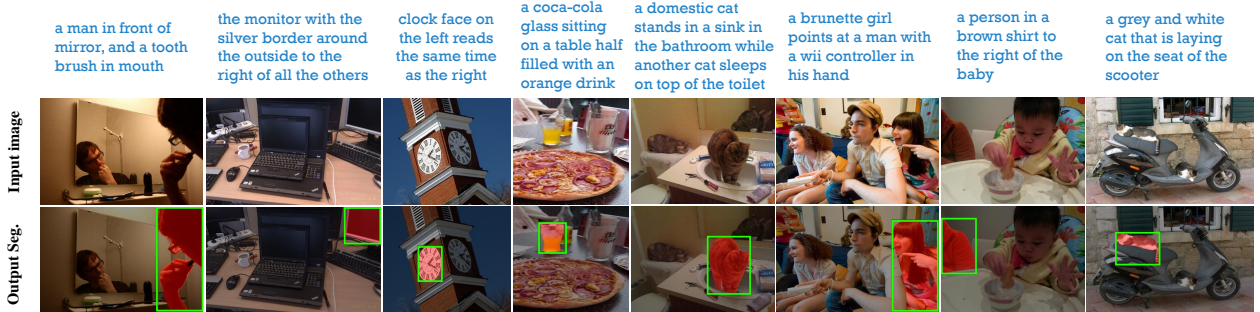 a man in front of
mirror, and a tooth
brush in mouth
the monitor with the
silver border around
the outside to the
right of all the others
clock face on
the left reads
the same time
as the right
a coca-cola
glass sitting
on a table half
filled with an
orange drink
a domestic cat
stands in a sink in
the bathroom while
another cat sleeps
on top of the toilet
a brunette girl
points at a man with
a wii controller in
his hand
a person in a
brown shirt to
the right of the
baby
a grey and white
cat that is laying
on the seat of the
scooter
Input image
Output Seg.